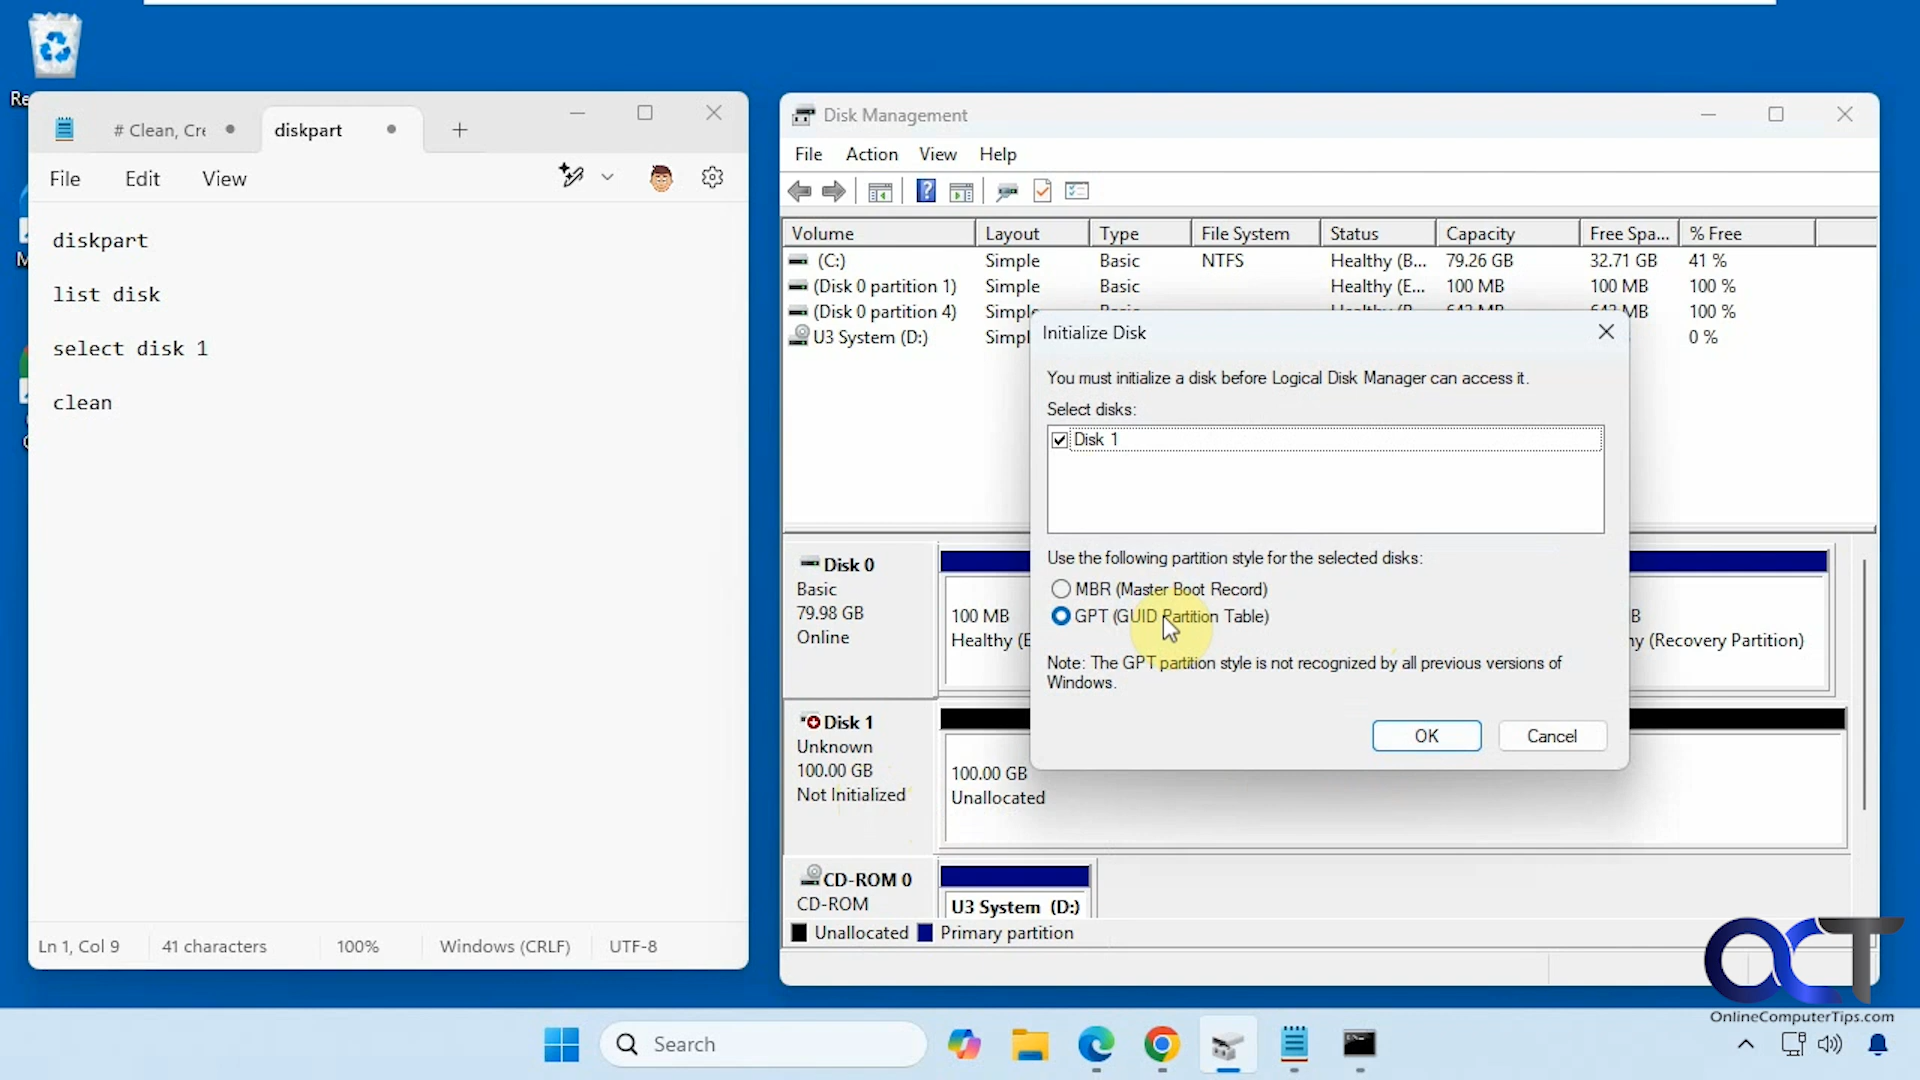 Re
# Clean, Cre
diskpart
File
Edit
View
diskpart
list disk
select disk 1
clean
Ln 1, Col 9
41 characters
100%
Windows (CRLF)
UTF-8
Disk Management
File Action View Help
Volume Layout Type File System Status Capacity Free Spa... % Free
(C:) Simple Basic NTFS Healthy (B... 79.26 GB 32.71 GB 41 %
(Disk 0 partition 1) Simple Basic Healthy (E... 100 MB 100 MB 100 %
(Disk 0 partition 4) Simple Basic 100 %
U3 System (D:) Simpl 0 %
Initialize Disk
You must initialize a disk before Logical Disk Manager can access it.
Select disks:
Disk 1
Use the following partition style for the selected disks:
MBR (Master Boot Record)
GPT (GUID Partition Table)
Note: The GPT partition style is not recognized by all previous versions of
Windows.
OK Cancel
Disk 0
Basic
79.98 GB
Online
100 MB
Healthy (E
B
hy (Recovery Partition)
Disk 1
Unknown
100.00 GB
Not Initialized
100.00 GB
Unallocated
CD-ROM 0
CD-ROM
U3 System (D:)
Unallocated Primary partition
OCT
OnlineComputerTips.com
Search